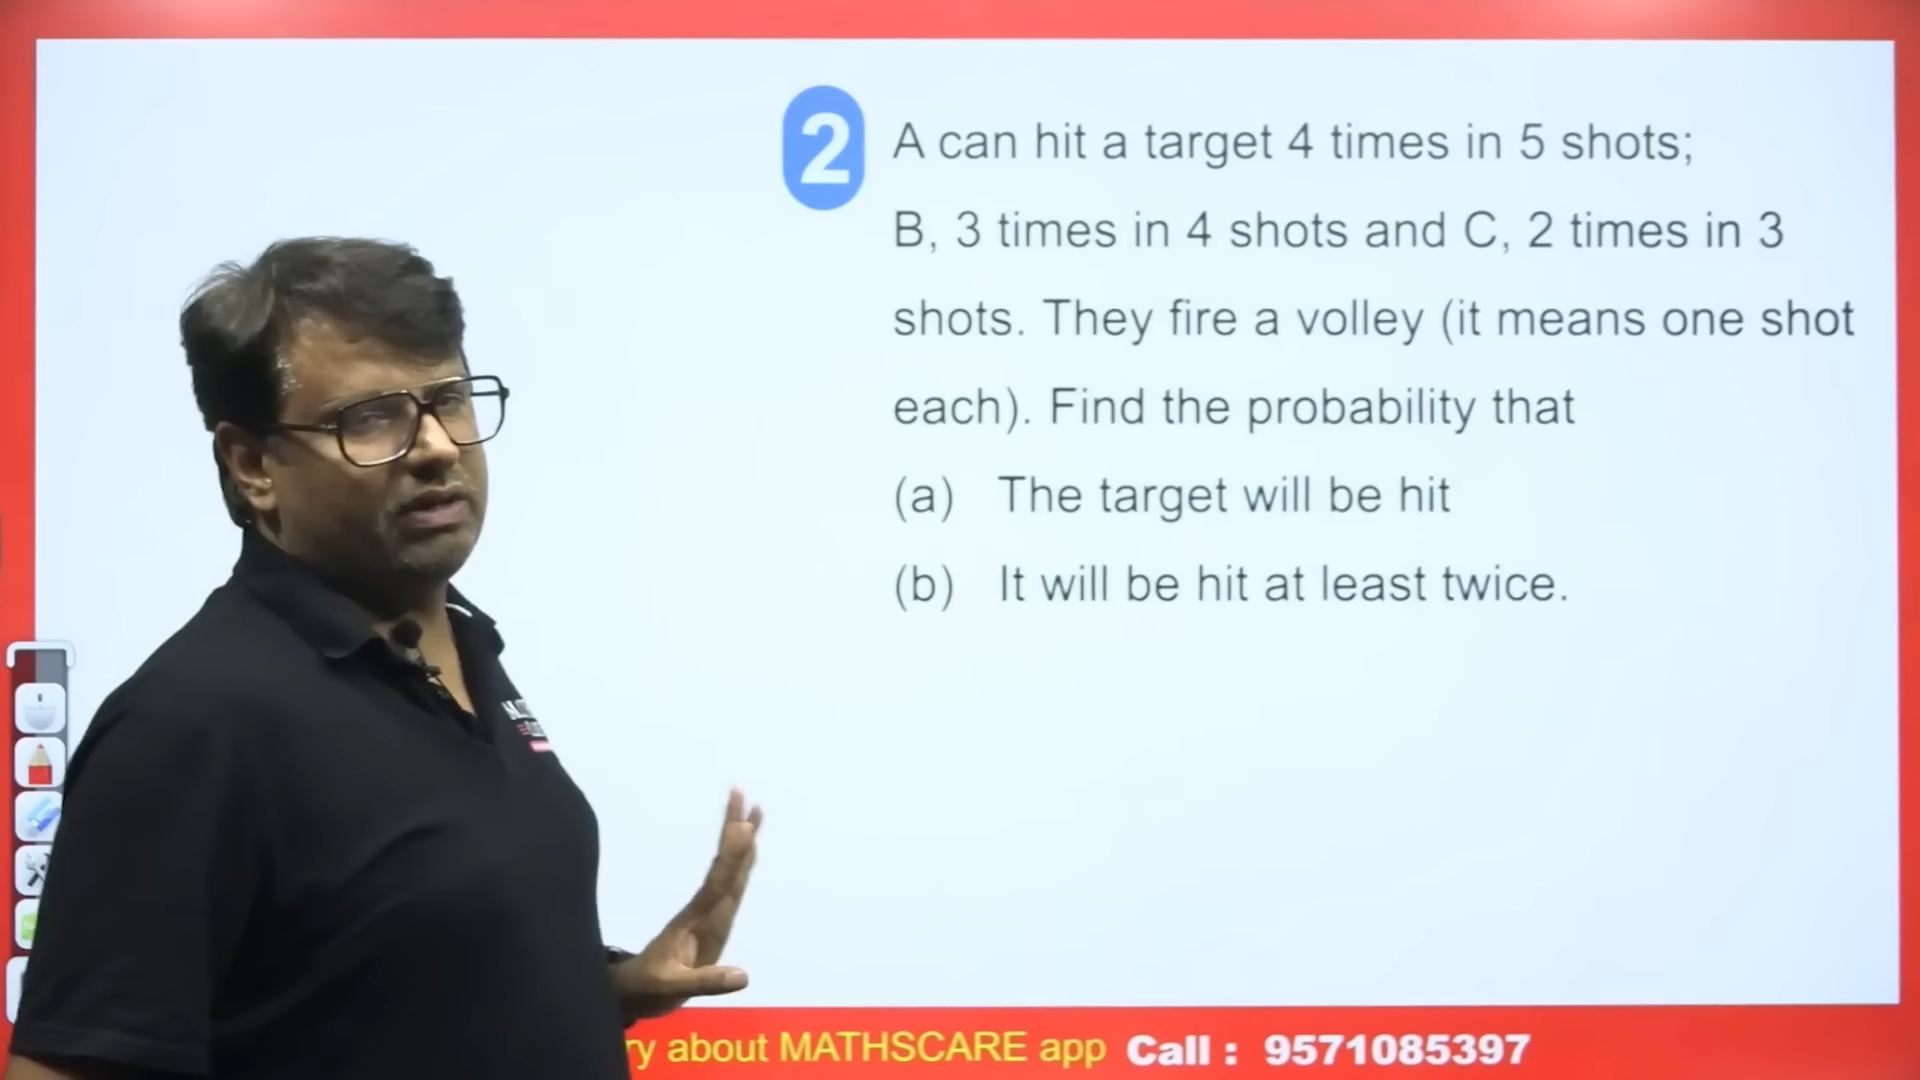 2
A can hit a target 4 times in 5 shots;
B, 3 times in 4 shots and C, 2 times in 3
shots. They fire a volley (it means one shot
each). Find the probability that
(a) The target will be hit
(b) It will be hit at least twice.
about MATHSCARE app Call : 9571085397